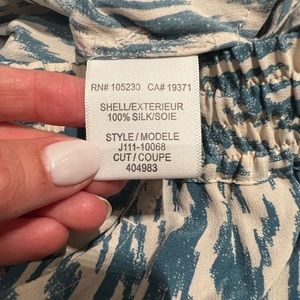 RN# 105230 CA# 19371
SHELL/EXTERIEUR
100% SILK/SOIE
STYLE / MODELE
J111-10068
CUT / COUPE
404983